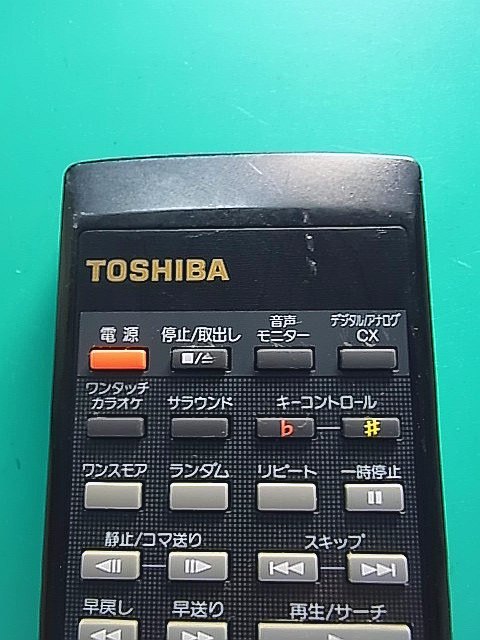 TOSHIBA
電源 停止/取出し 音声モニター デジタル/アナログCX
■/⏏
ワンタッチカラオケ サラウンド キーコントロール
♭ ♯
ワンスモア ランダム リピート 一時停止
静止/コマ送り スキップ
早戻し 早送り 再生/サーチ